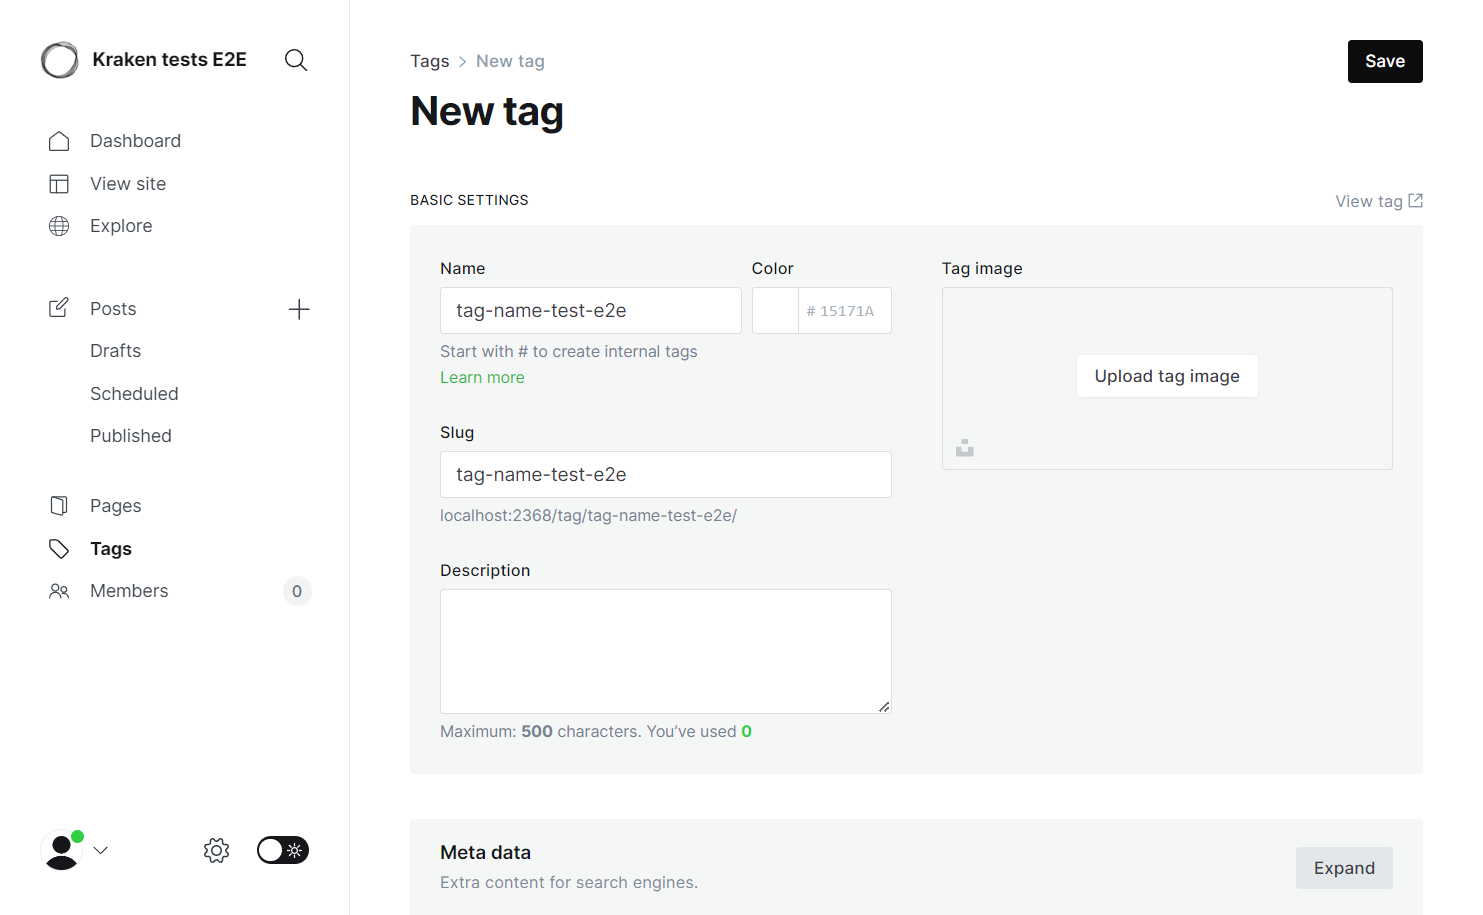 Kraken tests E2E
Dashboard
View site
Explore
Posts
Drafts
Scheduled
Published
Pages
Tags
Members 0
Tags > New tag
Save
New tag
BASIC SETTINGS
View tag
Name
Color
Tag image
tag-name-test-e2e
# 15171A
Start with # to create internal tags
Learn more
Upload tag image
Slug
tag-name-test-e2e
localhost:2368/tag/tag-name-test-e2e/
Description
Maximum: 500 characters. You’ve used 0
Meta data
Extra content for search engines.
Expand